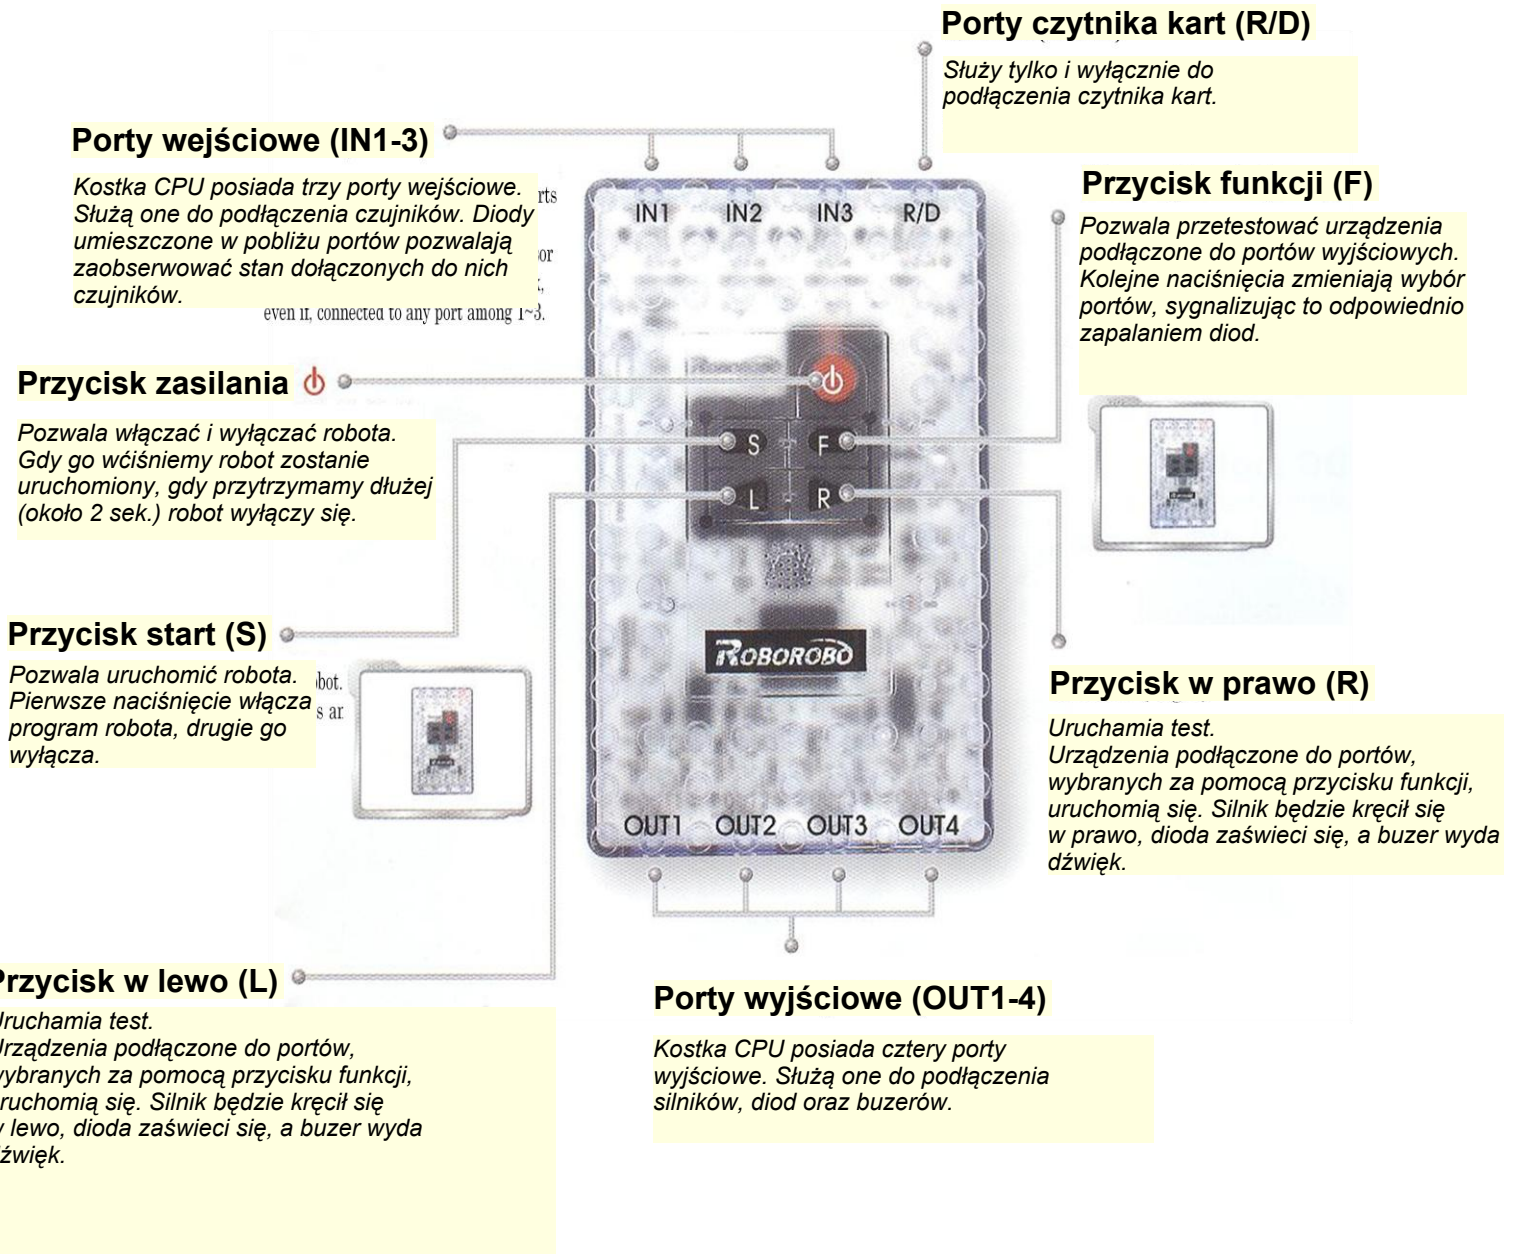 Porty czytnika kart (R/D)
Służy tylko i wyłącznie do
podłączenia czytnika kart.
Porty wejściowe (IN1-3)
Kostka CPU posiada trzy porty wejściowe.
Służą one do podłączenia czujników. Diody
umieszczone w pobliżu portów pozwalają
zaobserwować stan dołączonych do nich
czujników.
rts
or
even if, connected to any port among 1~3.
Przycisk funkcji (F)
Pozwala przetestować urządzenia
podłączone do portów wyjściowych.
Kolejne naciśnięcia zmieniają wybór
portów, sygnalizując to odpowiednio
zapalaniem diod.
IN1 IN2 IN3 R/D
Przycisk zasilania
Pozwala włączać i wyłączać robota.
Gdy go wćiśniemy robot zostanie
uruchomiony, gdy przytrzymamy dłużej
(około 2 sek.) robot wyłączy się.
S F
L R
Przycisk start (S)
Pozwala uruchomić robota.
Pierwsze naciśnięcie włącza
program robota, drugie go
wyłącza.
bot.
s ar
ROBOROBO
Przycisk w prawo (R)
Uruchamia test.
Urządzenia podłączone do portów,
wybranych za pomocą przycisku funkcji,
uruchomią się. Silnik będzie kręcił się
w prawo, dioda zaświeci się, a buzer wyda
dźwięk.
OUT1 OUT2 OUT3 OUT4
Przycisk w lewo (L)
Uruchamia test.
Urządzenia podłączone do portów,
wybranych za pomocą przycisku funkcji,
uruchomią się. Silnik będzie kręcił się
w lewo, dioda zaświeci się, a buzer wyda
dźwięk.
Porty wyjściowe (OUT1-4)
Kostka CPU posiada cztery porty
wyjściowe. Służą one do podłączenia
silników, diod oraz buzerów.